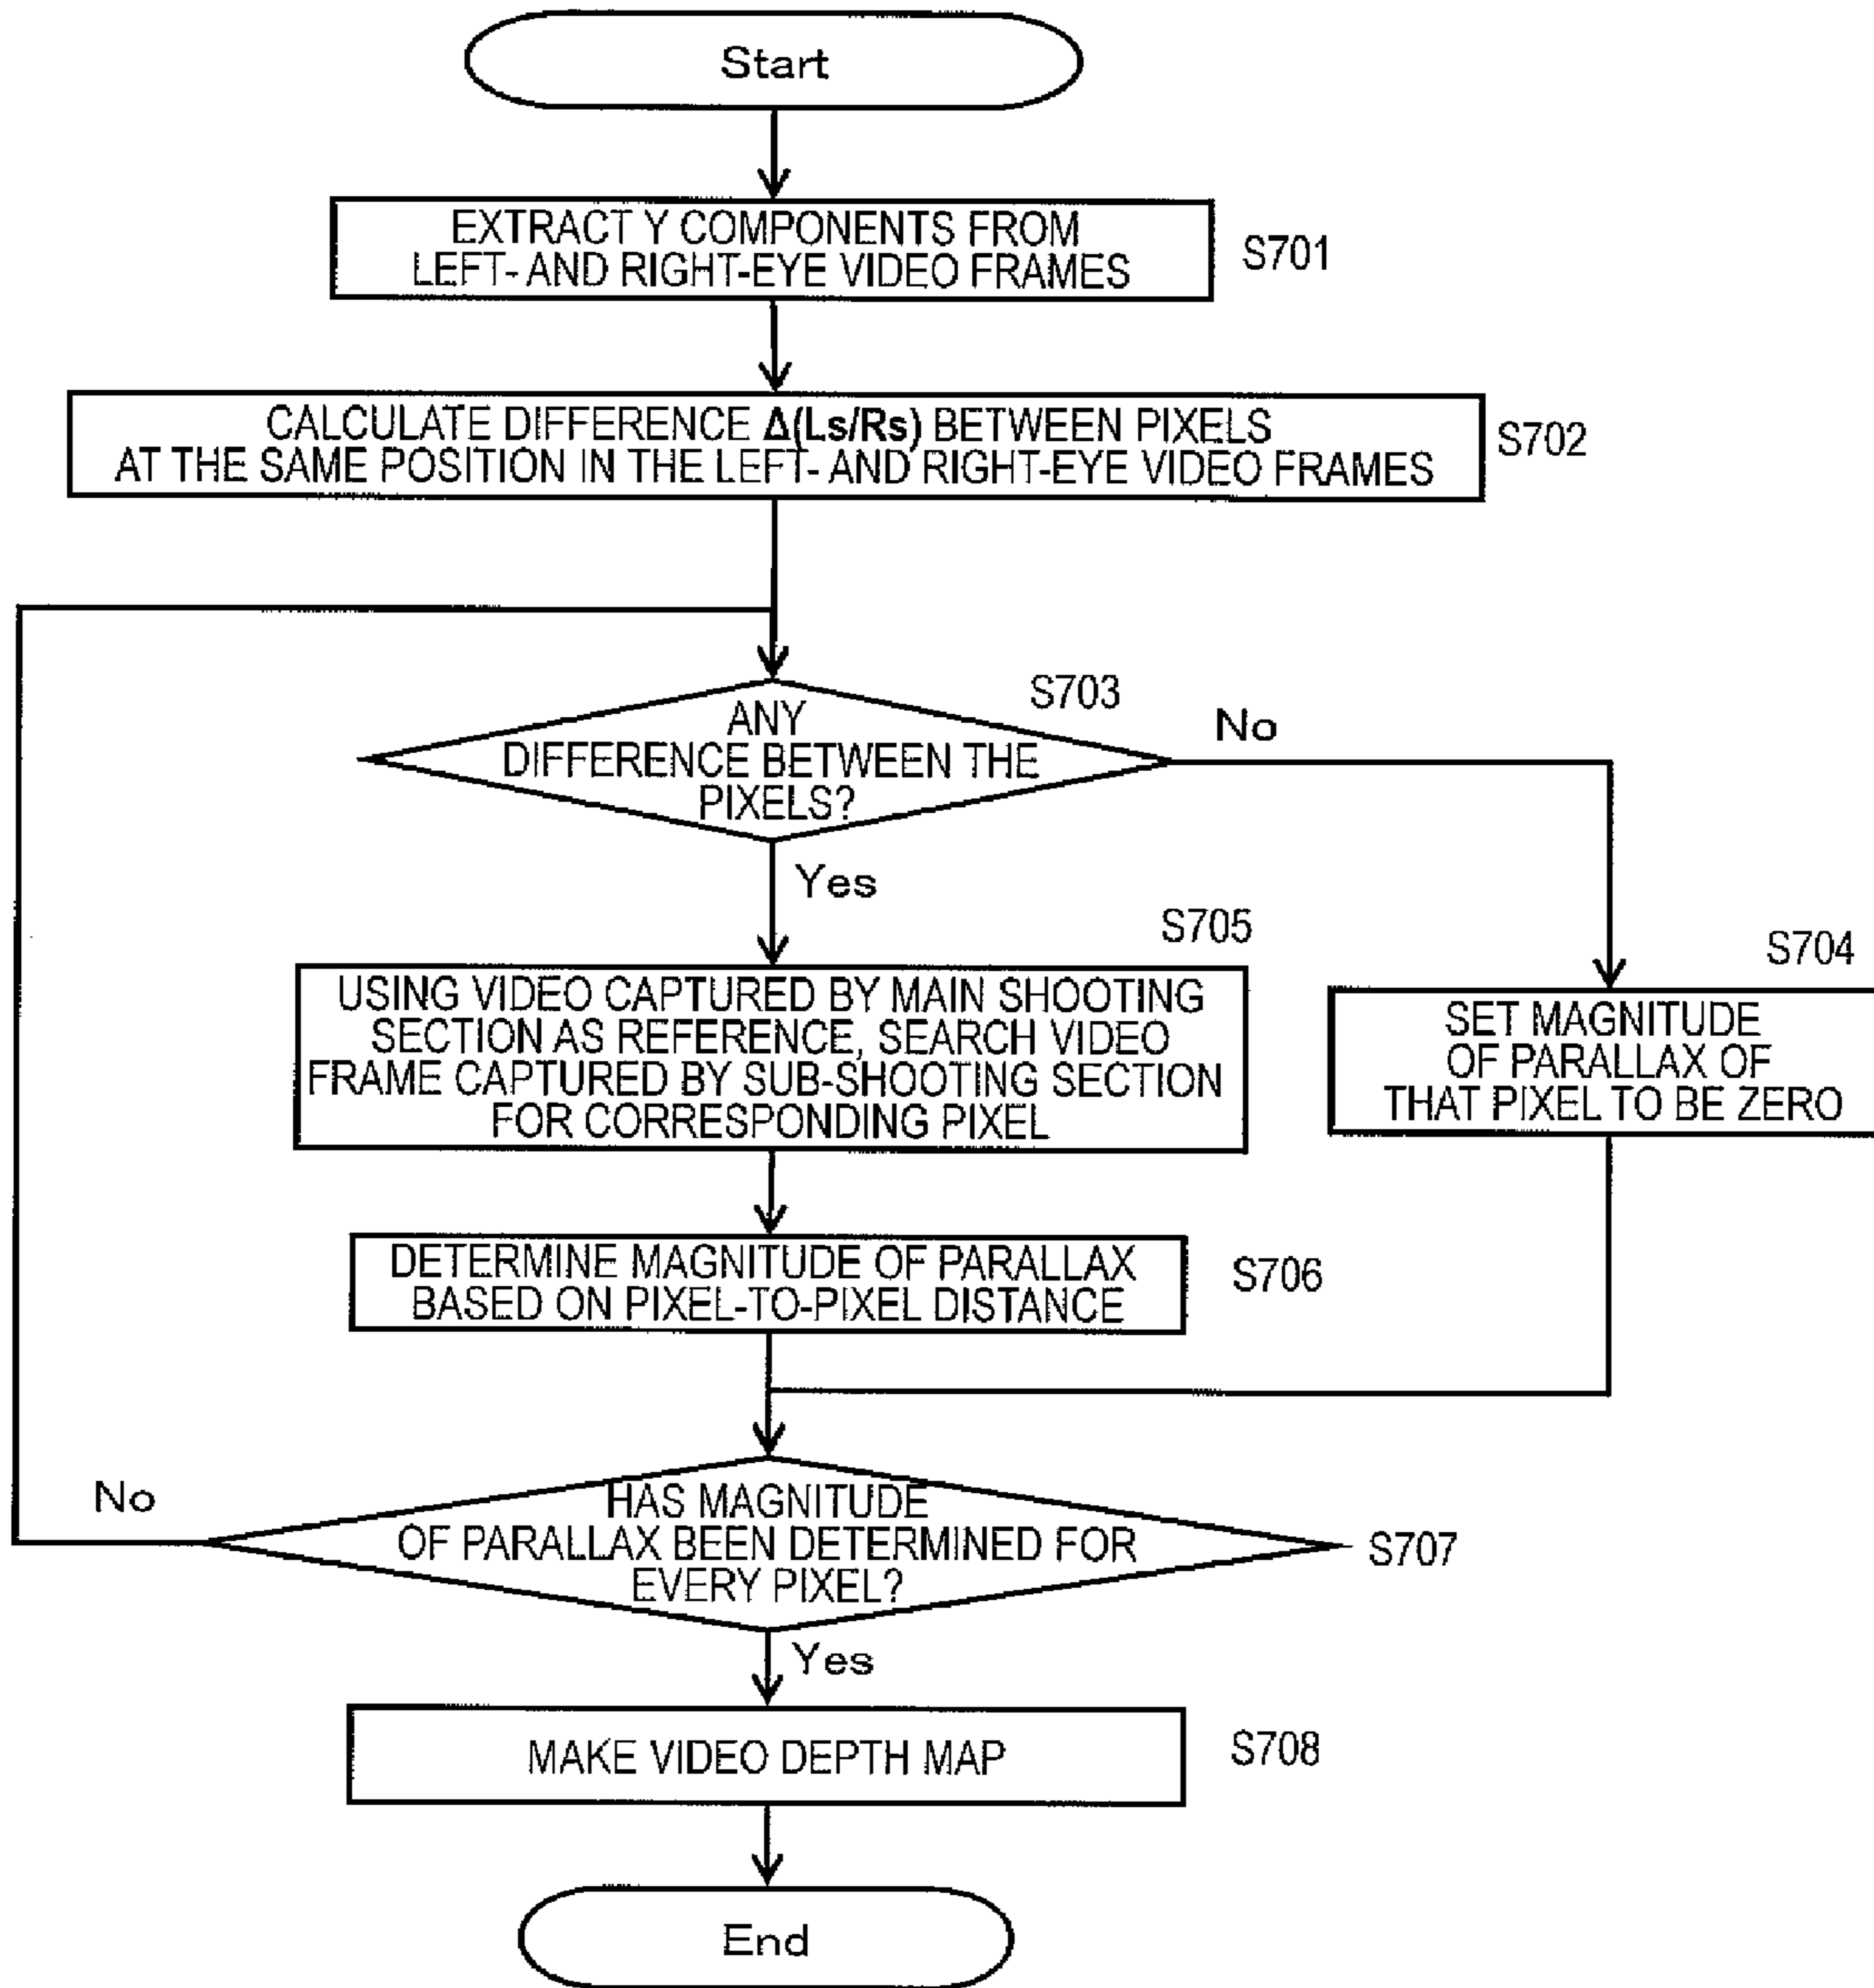 Start
EXTRACT Y COMPONENTS FROM
LEFT- AND RIGHT-EYE VIDEO FRAMES
S701
CALCULATE DIFFERENCE Δ(Ls/Rs) BETWEEN PIXELS
AT THE SAME POSITION IN THE LEFT- AND RIGHT-EYE VIDEO FRAMES
S702
S703
ANY
DIFFERENCE BETWEEN THE
PIXELS?
No
Yes
S705
USING VIDEO CAPTURED BY MAIN SHOOTING
SECTION AS REFERENCE, SEARCH VIDEO
FRAME CAPTURED BY SUB-SHOOTING SECTION
FOR CORRESPONDING PIXEL
S704
SET MAGNITUDE
OF PARALLAX OF
THAT PIXEL TO BE ZERO
DETERMINE MAGNITUDE OF PARALLAX
BASED ON PIXEL-TO-PIXEL DISTANCE
S706
No
HAS MAGNITUDE
OF PARALLAX BEEN DETERMINED FOR
EVERY PIXEL?
S707
Yes
MAKE VIDEO DEPTH MAP
S708
End